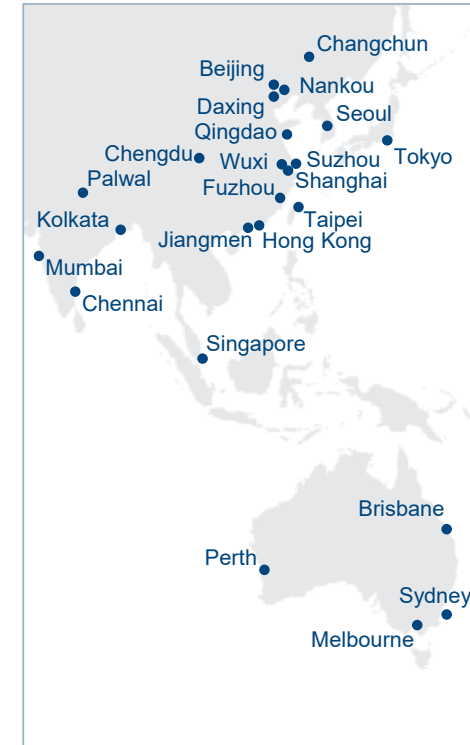 Changchun
Beijing
Nankou
Daxing
Seoul
Qingdao
Tokyo
Chengdu
Wuxi
Suzhou
Shanghai
Palwal
Fuzhou
Kolkata
Taipei
Jiangmen
Hong Kong
Mumbai
Chennai
Singapore
Brisbane
Perth
Sydney
Melbourne